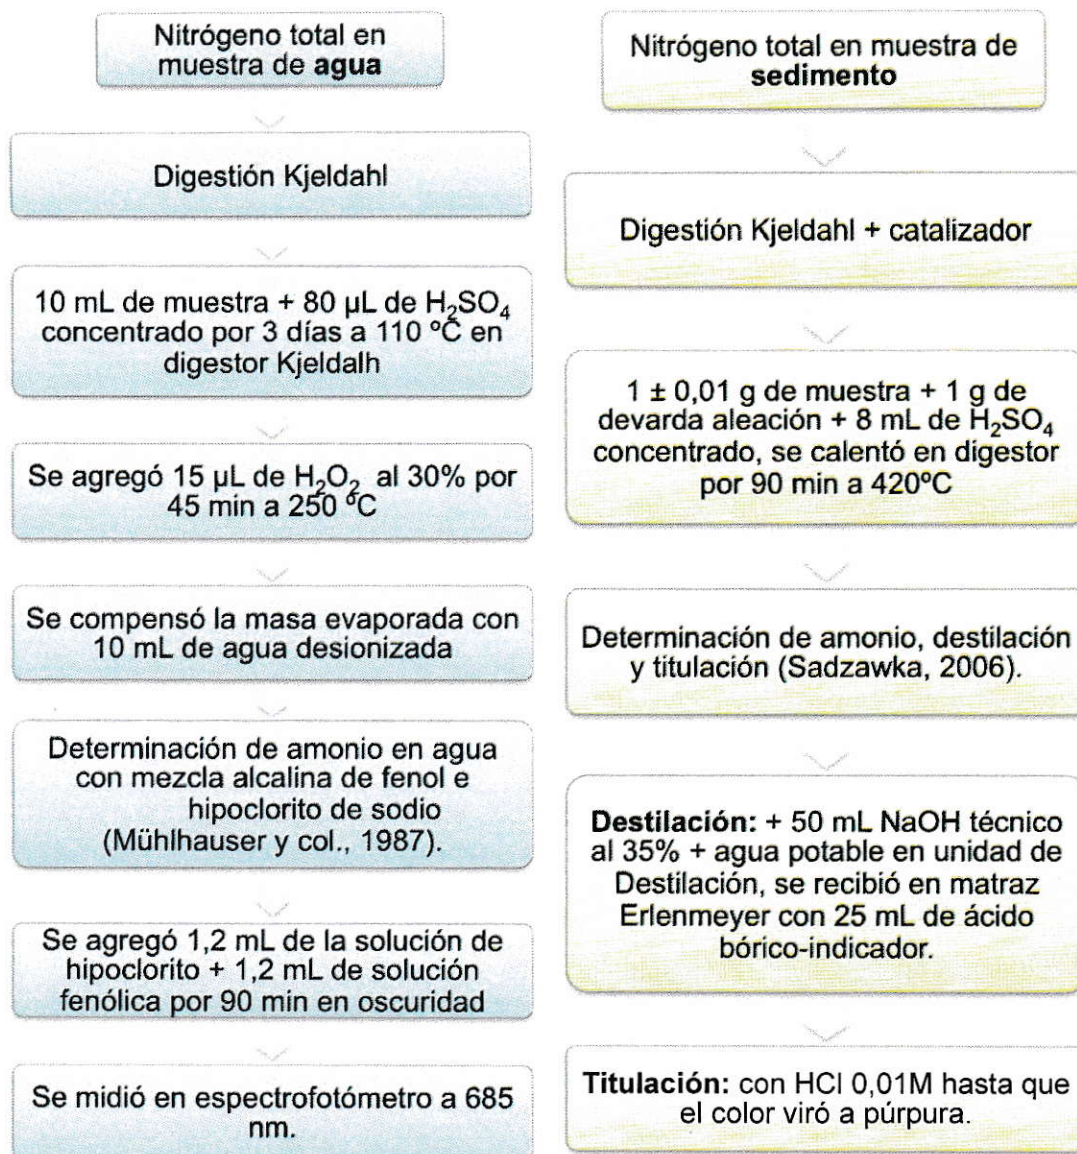 Nitrógeno total en
muestra de agua
Digestión Kjeldahl
10 mL de muestra + 80 µL de H₂SO₄
concentrado por 3 días a 110 ºC en
digestor Kjeldalh
Se agregó 15 µL de H₂O₂ al 30% por
45 min a 250 ºC
Se compensó la masa evaporada con
10 mL de agua desionizada
Determinación de amonio en agua
con mezcla alcalina de fenol e
hipoclorito de sodio
(Mühlhauser y col., 1987).
Se agregó 1,2 mL de la solución de
hipoclorito + 1,2 mL de solución
fenólica por 90 min en oscuridad
Se midió en espectrofotómetro a 685
nm.
Nitrógeno total en muestra de
sedimento
Digestión Kjeldahl + catalizador
1 ± 0,01 g de muestra + 1 g de
devarda aleación + 8 mL de H₂SO₄
concentrado, se calentó en digestor
por 90 min a 420ºC
Determinación de amonio, destilación
y titulación (Sadzawka, 2006).
Destilación: + 50 mL NaOH técnico
al 35% + agua potable en unidad de
Destilación, se recibió en matraz
Erlenmeyer con 25 mL de ácido
bórico-indicador.
Titulación: con HCl 0,01M hasta que
el color viró a púrpura.